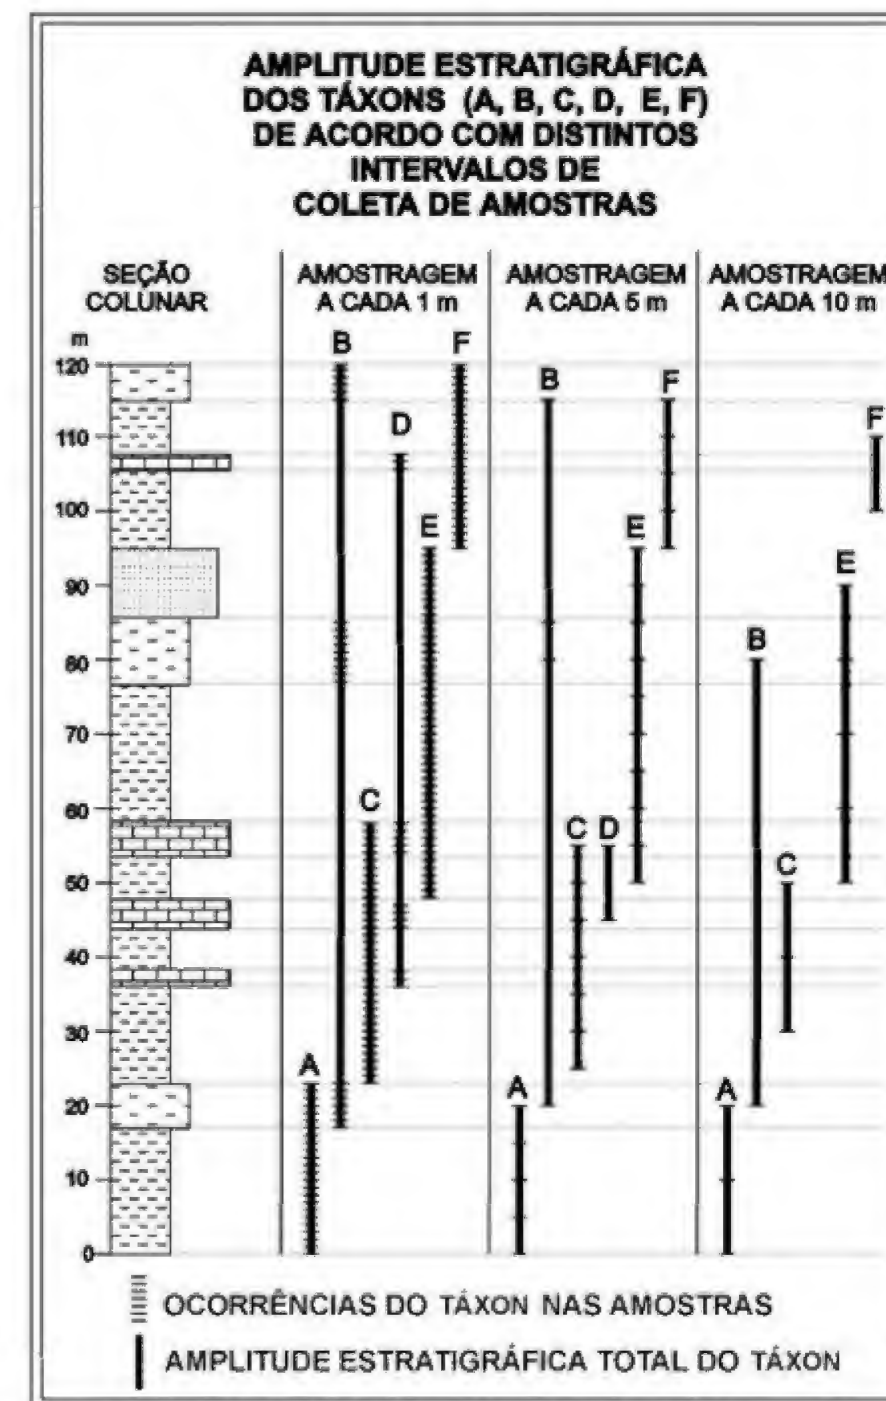 AMPLITUDE ESTRATIGRÁFICA
DOS TÁXONS (A, B, C, D, E, F)
DE ACORDO COM DISTINTOS
INTERVALOS DE
COLETA DE AMOSTRAS
SEÇÃO
COLUNAR
AMOSTRAGEM
A CADA 1 m
AMOSTRAGEM
A CADA 5 m
AMOSTRAGEM
A CADA 10 m
m
120
110
100
90
80
70
60
50
40
30
20
10
0
B
F
D
E
C
A
B
F
E
C
D
A
F
E
B
C
A
OCORRÊNCIAS DO TÁXON NAS AMOSTRAS
AMPLITUDE ESTRATIGRÁFICA TOTAL DO TÁXON